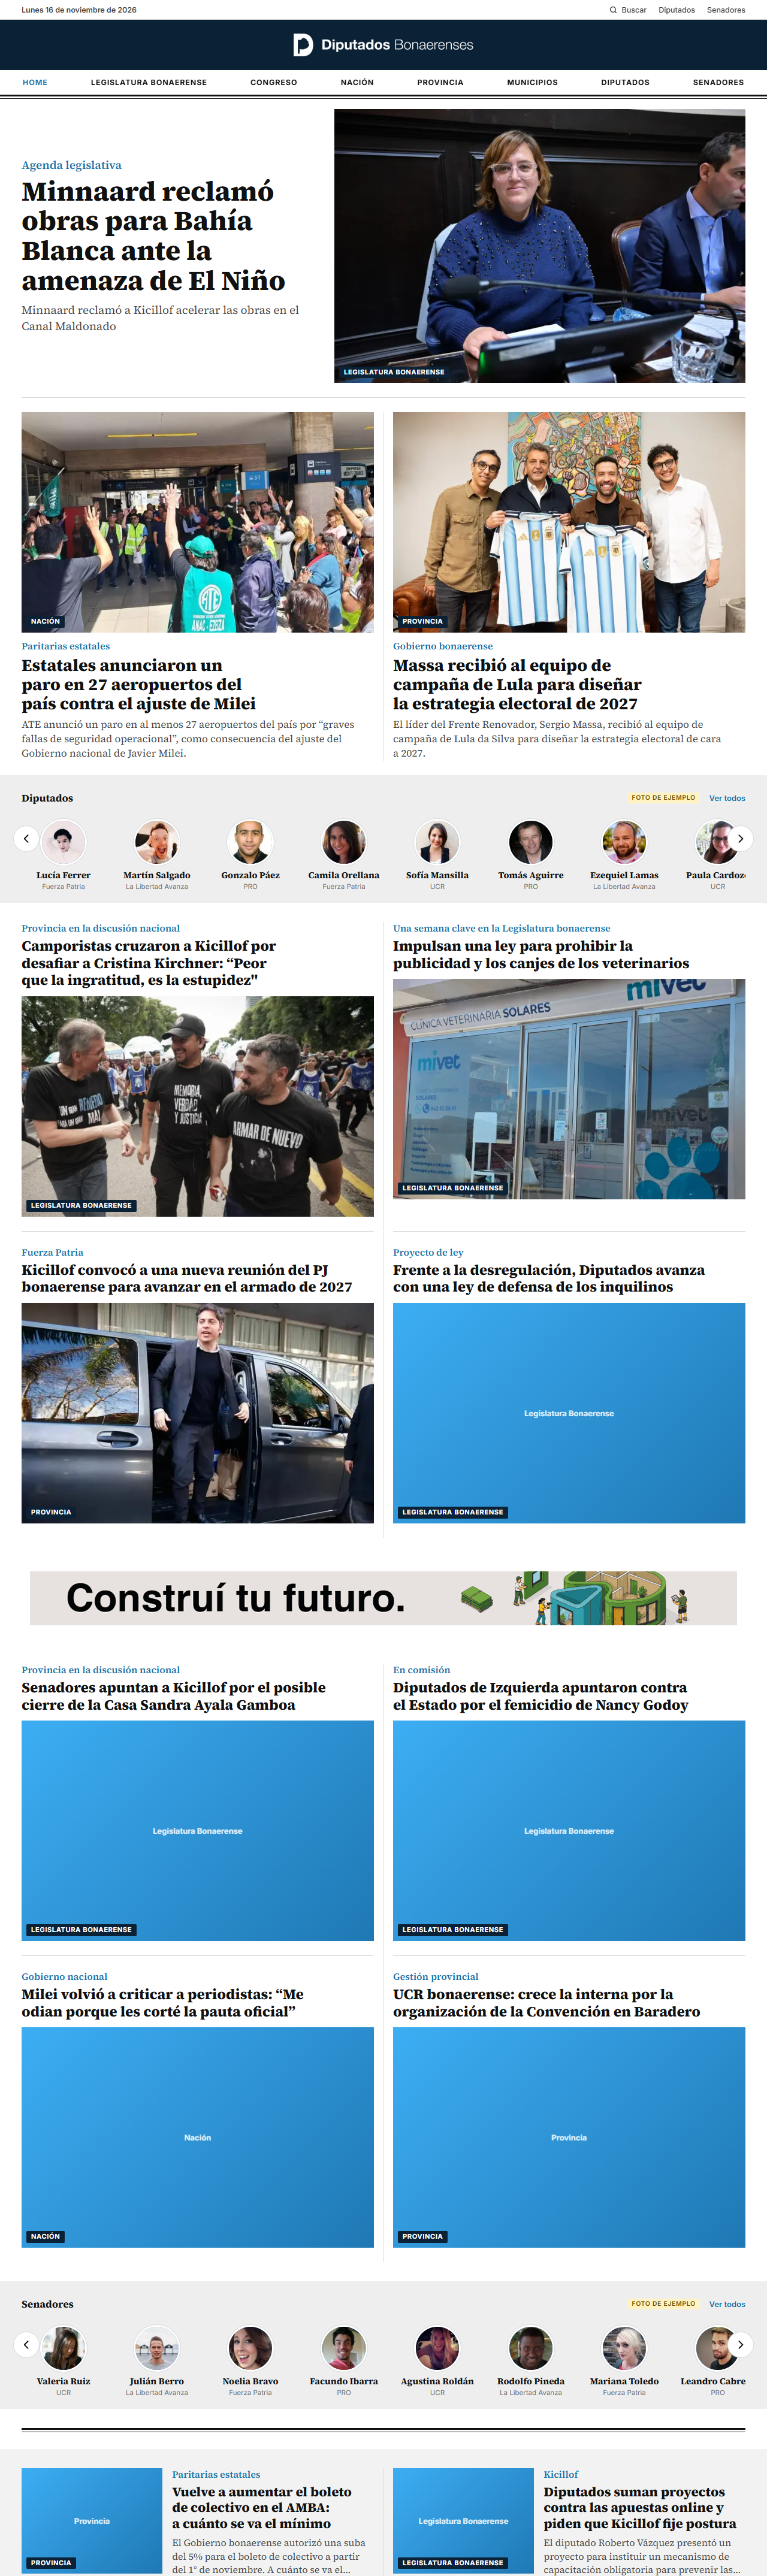 Lunes 16 de noviembre de 2026
Buscar Diputados Senadores
Diputados Bonaerenses
HOME LEGISLATURA BONAERENSE CONGRESO NACIÓN PROVINCIA MUNICIPIOS DIPUTADOS SENADORES
Agenda legislativa
Minnaard reclamó
obras para Bahía
Blanca ante la
amenaza de El Niño
Minnaard reclamó a Kicillof acelerar las obras en el
Canal Maldonado
LEGISLATURA BONAERENSE
ATE
ANAC - EZEIZA
NACIÓN
Paritarias estatales
Estatales anunciaron un
paro en 27 aeropuertos del
país contra el ajuste de Milei
ATE anunció un paro en al menos 27 aeropuertos del país por “graves
fallas de seguridad operacional”, como consecuencia del ajuste del
Gobierno nacional de Javier Milei.
PROVINCIA
Gobierno bonaerense
Massa recibió al equipo de
campaña de Lula para diseñar
la estrategia electoral de 2027
El líder del Frente Renovador, Sergio Massa, recibió al equipo de
campaña de Lula da Silva para diseñar la estrategia electoral de cara
a 2027.
Diputados
FOTO DE EJEMPLO Ver todos
Lucía Ferrer
Fuerza Patria
Martín Salgado
La Libertad Avanza
Gonzalo Páez
PRO
Camila Orellana
Fuerza Patria
Sofía Mansilla
UCR
Tomás Aguirre
PRO
Ezequiel Lamas
La Libertad Avanza
Paula Cardoz
UCR
Provincia en la discusión nacional
Camporistas cruzaron a Kicillof por
desafiar a Cristina Kirchner: “Peor
que la ingratitud, es la estupidez"
MEMORIA,
VERDAD
Y JUSTICIA
ARMAR DE NUEVO
LEGISLATURA BONAERENSE
Una semana clave en la Legislatura bonaerense
Impulsan una ley para prohibir la
publicidad y los canjes de los veterinarios
mivet
CLÍNICA VETERINARIA SOLARES
mivet
SOLARES
mivet
LEGISLATURA BONAERENSE
Fuerza Patria
Kicillof convocó a una nueva reunión del PJ
bonaerense para avanzar en el armado de 2027
PROVINCIA
Proyecto de ley
Frente a la desregulación, Diputados avanza
con una ley de defensa de los inquilinos
Legislatura Bonaerense
LEGISLATURA BONAERENSE
Construí tu futuro.
Provincia en la discusión nacional
Senadores apuntan a Kicillof por el posible
cierre de la Casa Sandra Ayala Gamboa
Legislatura Bonaerense
LEGISLATURA BONAERENSE
En comisión
Diputados de Izquierda apuntaron contra
el Estado por el femicidio de Nancy Godoy
Legislatura Bonaerense
LEGISLATURA BONAERENSE
Gobierno nacional
Milei volvió a criticar a periodistas: “Me
odian porque les corté la pauta oficial”
Nación
NACIÓN
Gestión provincial
UCR bonaerense: crece la interna por la
organización de la Convención en Baradero
Provincia
PROVINCIA
Senadores
FOTO DE EJEMPLO Ver todos
Valeria Ruiz
UCR
Julián Berro
La Libertad Avanza
Noelia Bravo
Fuerza Patria
Facundo Ibarra
PRO
Agustina Roldán
UCR
Rodolfo Pineda
La Libertad Avanza
Mariana Toledo
Fuerza Patria
Leandro Cabre
PRO
Provincia
PROVINCIA
Paritarias estatales
Vuelve a aumentar el boleto
de colectivo en el AMBA:
a cuánto se va el mínimo
El Gobierno bonaerense autorizó una suba
del 5% para el boleto de colectivo a partir
del 1° de noviembre. A cuánto se va el...
Legislatura Bonaerense
LEGISLATURA BONAERENSE
Kicillof
Diputados suman proyectos
contra las apuestas online y
piden que Kicillof fije postura
El diputado Roberto Vázquez presentó un
proyecto para instituir un mecanismo de
capacitación obligatoria para prevenir las...